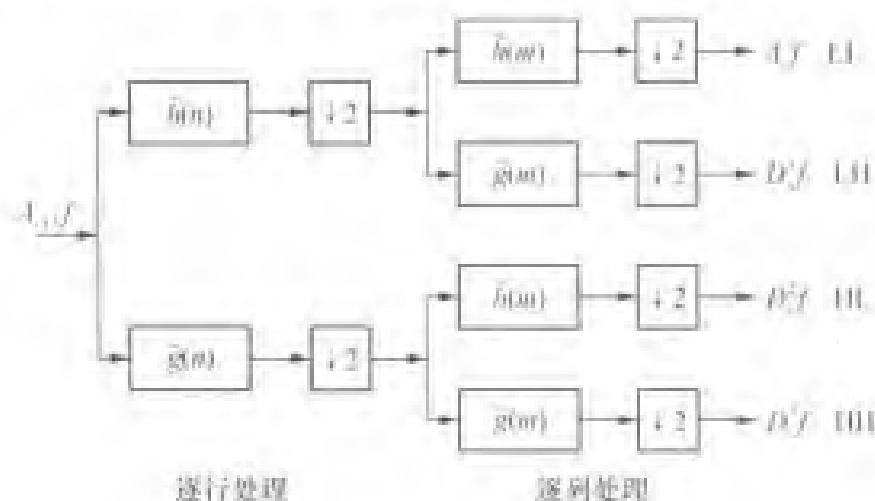 h̃(m) ↓2 LL
h̃(n) ↓2
g̃(m) ↓2 LH
h̃(m) ↓2 HL
g̃(n) ↓2
g̃(m) ↓2 HH
逐行处理 逐列处理